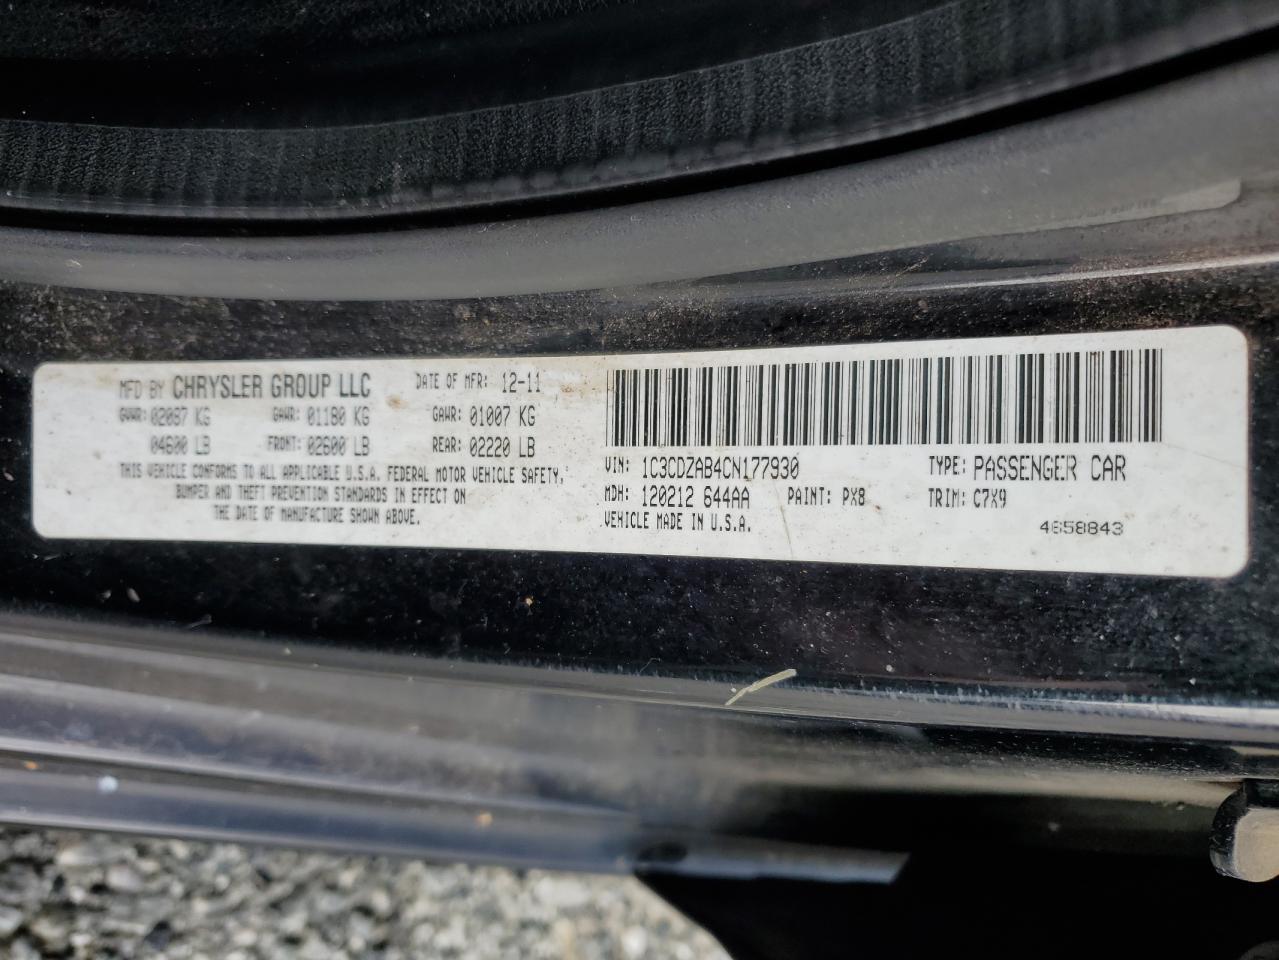 MFD BY CHRYSLER GROUP LLC DATE OF MFR: 12-11
GVWR: 02087 KG GAWR: 01180 KG GAWR: 01007 KG
04600 LB FRONT: 02600 LB REAR: 02220 LB
THIS VEHICLE CONFORMS TO ALL APPLICABLE U.S.A. FEDERAL MOTOR VEHICLE SAFETY,
BUMPER AND THEFT PREVENTION STANDARDS IN EFFECT ON
THE DATE OF MANUFACTURE SHOWN ABOVE.
VIN: 1C3CDZAB4CN177930 TYPE: PASSENGER CAR
MDH: 120212 644AA PAINT: PX8 TRIM: C7X9
VEHICLE MADE IN U.S.A. 4658843